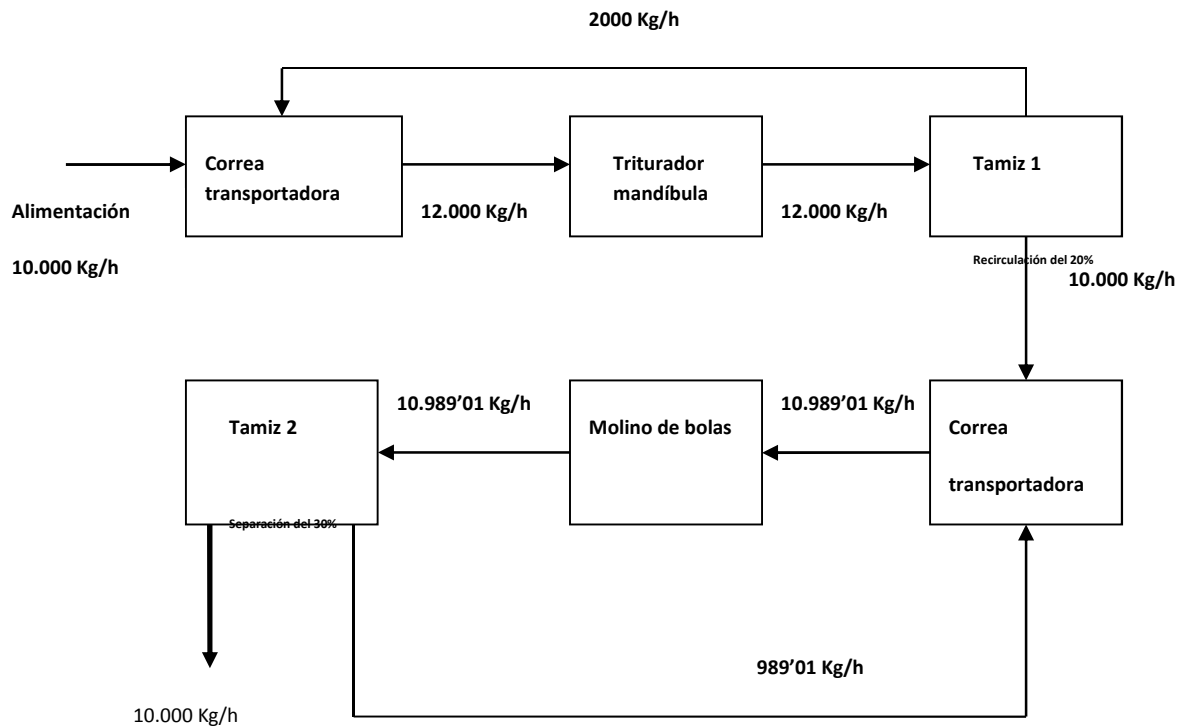 2000 Kg/h
Correa
transportadora
Triturador
mandíbula
Tamiz 1
Alimentación
12.000 Kg/h
12.000 Kg/h
10.000 Kg/h
Recirculación del 20%
10.000 Kg/h
Tamiz 2
10.989’01 Kg/h
Molino de bolas
10.989’01 Kg/h
Correa
transportadora
Separación del 30%
989’01 Kg/h
10.000 Kg/h